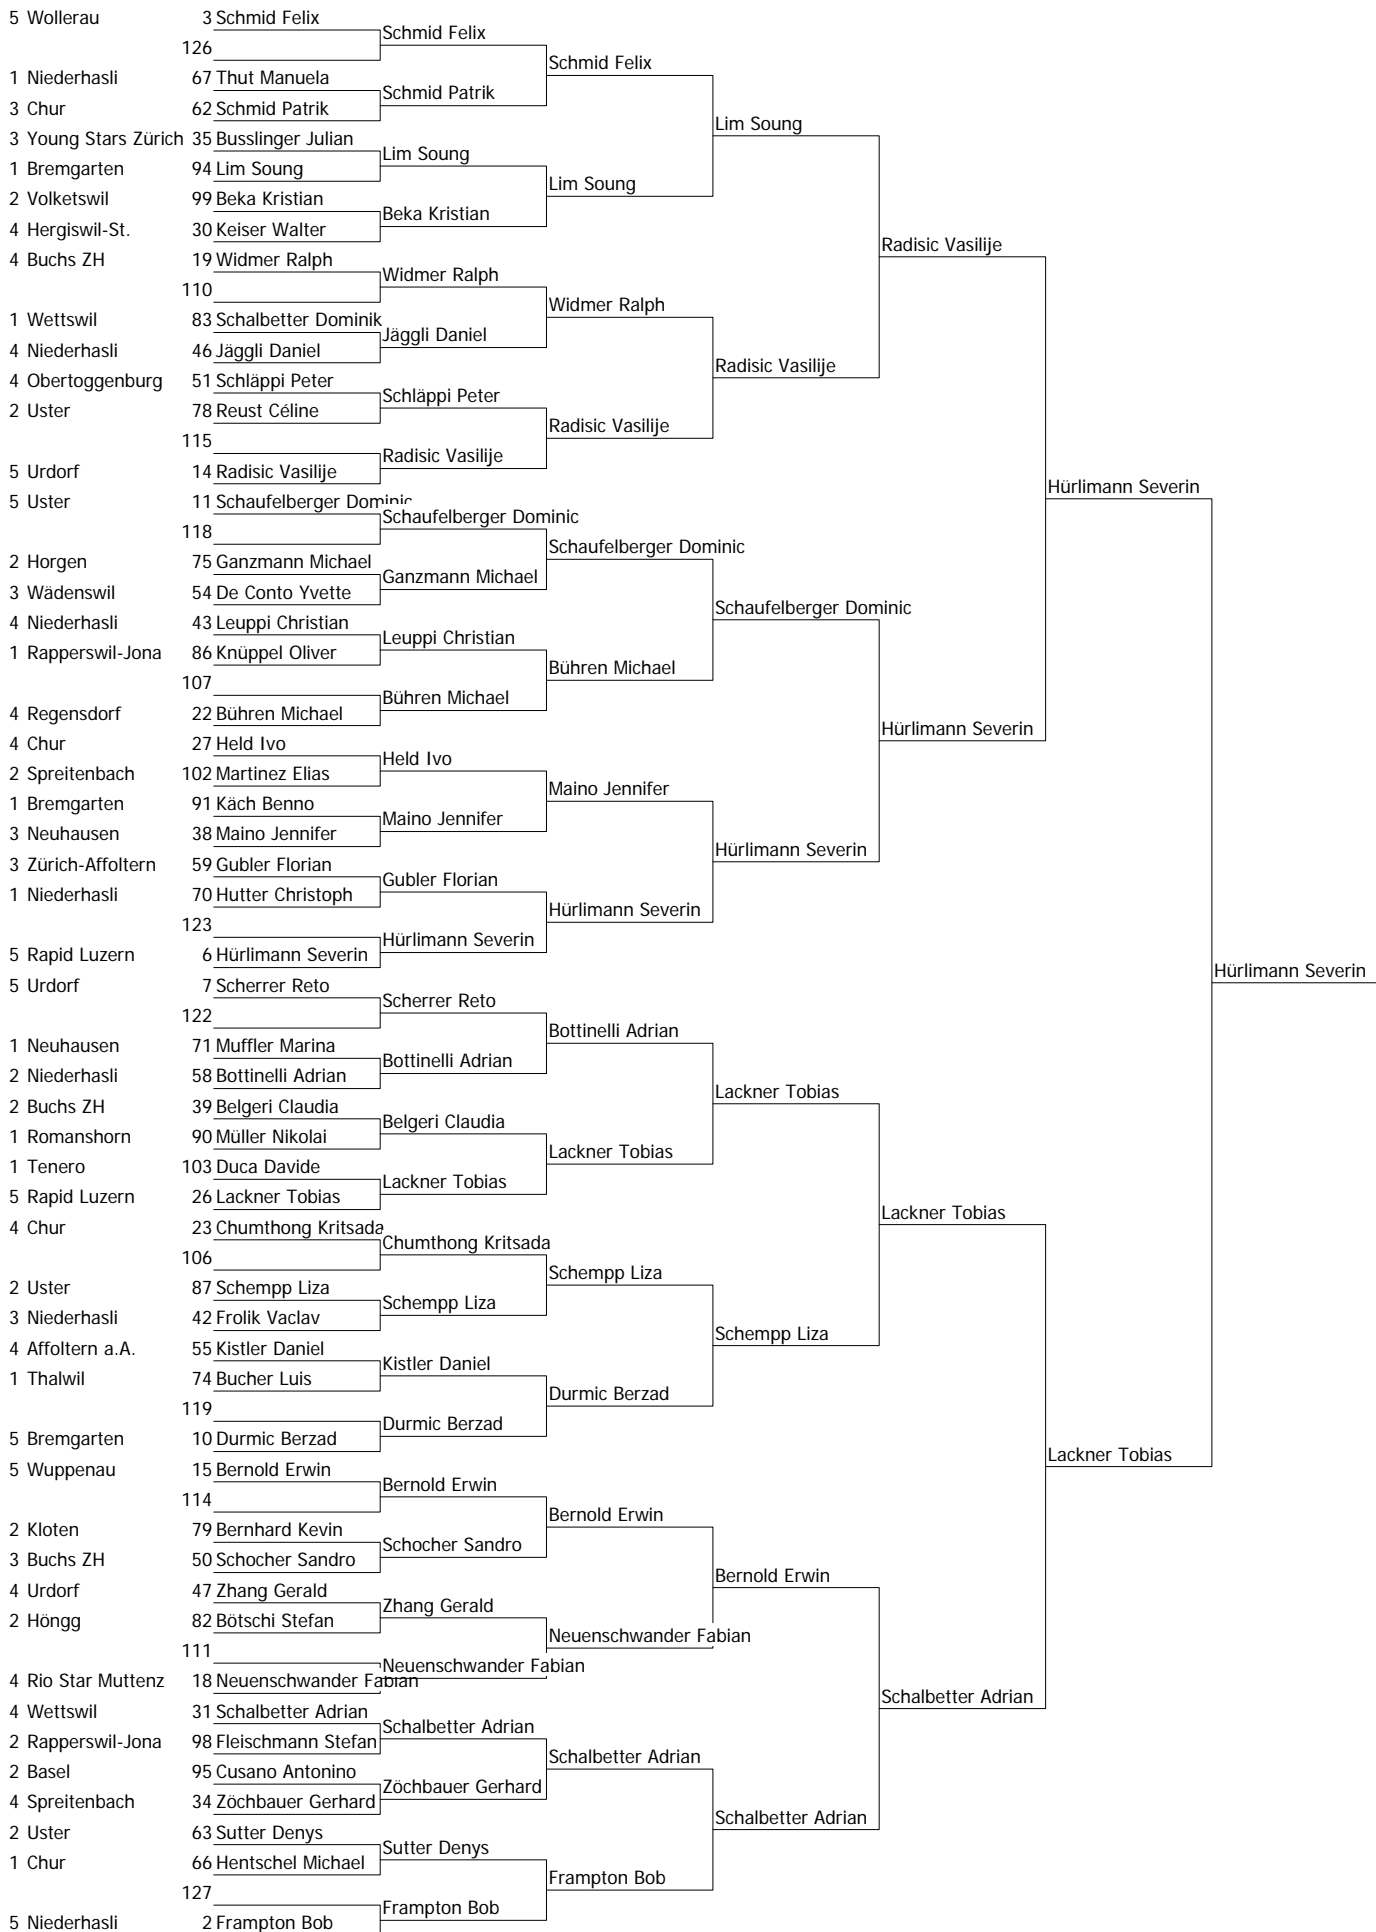 5 Wollerau 3 Schmid Felix
Schmid Felix
126
Schmid Felix
1 Niederhasli 67 Thut Manuela
Schmid Patrik
3 Chur 62 Schmid Patrik
Lim Soung
3 Young Stars Zürich 35 Busslinger Julian
Lim Soung
1 Bremgarten 94 Lim Soung
Lim Soung
2 Volketswil 99 Beka Kristian
Beka Kristian
4 Hergiswil-St. 30 Keiser Walter
Radisic Vasilije
4 Buchs ZH 19 Widmer Ralph
Widmer Ralph
110
Widmer Ralph
1 Wettswil 83 Schalbetter Dominik
Jäggli Daniel
4 Niederhasli 46 Jäggli Daniel
Radisic Vasilije
4 Obertoggenburg 51 Schläppi Peter
Schläppi Peter
2 Uster 78 Reust Céline
Radisic Vasilije
115
Radisic Vasilije
5 Urdorf 14 Radisic Vasilije
Hürlimann Severin
5 Uster 11 Schaufelberger Dominic
Schaufelberger Dominic
118
Schaufelberger Dominic
2 Horgen 75 Ganzmann Michael
Ganzmann Michael
3 Wädenswil 54 De Conto Yvette
Schaufelberger Dominic
4 Niederhasli 43 Leuppi Christian
Leuppi Christian
1 Rapperswil-Jona 86 Knüppel Oliver
Bühren Michael
107
Bühren Michael
4 Regensdorf 22 Bühren Michael
Hürlimann Severin
4 Chur 27 Held Ivo
Held Ivo
2 Spreitenbach 102 Martinez Elias
Maino Jennifer
1 Bremgarten 91 Käch Benno
Maino Jennifer
3 Neuhausen 38 Maino Jennifer
Hürlimann Severin
3 Zürich-Affoltern 59 Gubler Florian
Gubler Florian
1 Niederhasli 70 Hutter Christoph
Hürlimann Severin
123
Hürlimann Severin
5 Rapid Luzern 6 Hürlimann Severin
Hürlimann Severin
5 Urdorf 7 Scherrer Reto
Scherrer Reto
122
Bottinelli Adrian
1 Neuhausen 71 Muffler Marina
Bottinelli Adrian
2 Niederhasli 58 Bottinelli Adrian
Lackner Tobias
2 Buchs ZH 39 Belgeri Claudia
Belgeri Claudia
1 Romanshorn 90 Müller Nikolai
Lackner Tobias
1 Tenero 103 Duca Davide
Lackner Tobias
5 Rapid Luzern 26 Lackner Tobias
Lackner Tobias
4 Chur 23 Chumthong Kritsada
Chumthong Kritsada
106
Schempp Liza
2 Uster 87 Schempp Liza
Schempp Liza
3 Niederhasli 42 Frolik Vaclav
Schempp Liza
4 Affoltern a.A. 55 Kistler Daniel
Kistler Daniel
1 Thalwil 74 Bucher Luis
Durmic Berzad
119
Durmic Berzad
5 Bremgarten 10 Durmic Berzad
Lackner Tobias
5 Wuppenau 15 Bernold Erwin
Bernold Erwin
114
Bernold Erwin
2 Kloten 79 Bernhard Kevin
Schocher Sandro
3 Buchs ZH 50 Schocher Sandro
Bernold Erwin
4 Urdorf 47 Zhang Gerald
Zhang Gerald
2 Höngg 82 Bötschi Stefan
Neuenschwander Fabian
111
Neuenschwander Fabian
4 Rio Star Muttenz 18 Neuenschwander Fabian
Schalbetter Adrian
4 Wettswil 31 Schalbetter Adrian
Schalbetter Adrian
2 Rapperswil-Jona 98 Fleischmann Stefan
Schalbetter Adrian
2 Basel 95 Cusano Antonino
Zöchbauer Gerhard
4 Spreitenbach 34 Zöchbauer Gerhard
Schalbetter Adrian
2 Uster 63 Sutter Denys
Sutter Denys
1 Chur 66 Hentschel Michael
Frampton Bob
127
Frampton Bob
5 Niederhasli 2 Frampton Bob